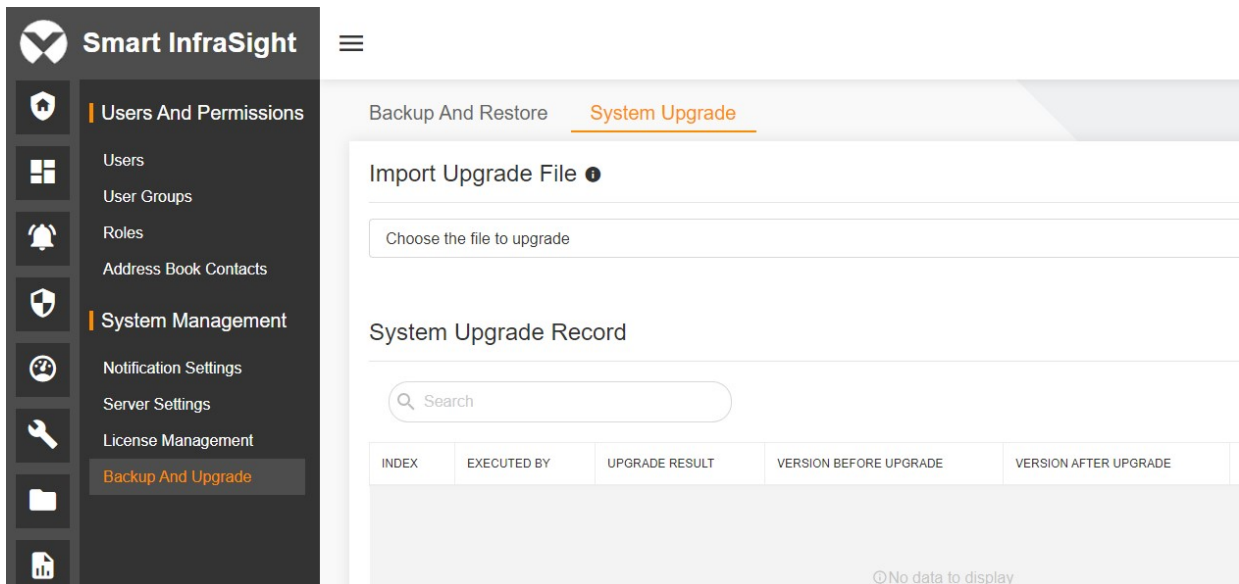 Smart InfraSight
Users And Permissions
Users
User Groups
Roles
Address Book Contacts
System Management
Notification Settings
Server Settings
License Management
Backup And Upgrade
Backup And Restore
System Upgrade
Import Upgrade File
Choose the file to upgrade
System Upgrade Record
Search
INDEX EXECUTED BY UPGRADE RESULT VERSION BEFORE UPGRADE VERSION AFTER UPGRADE
No data to display